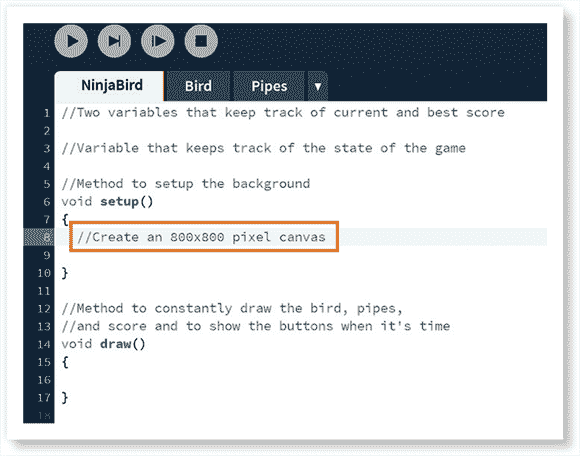 NinjaBird Bird Pipes ▼
1 //Two variables that keep track of current and best score
2
3 //Variable that keeps track of the state of the game
4
5 //Method to setup the background
6 void setup()
7 {
8 //Create an 800x800 pixel canvas
9
10 }
11
12 //Method to constantly draw the bird, pipes,
13 //and score and to show the buttons when it's time
14 void draw()
15 {
16
17 }
18